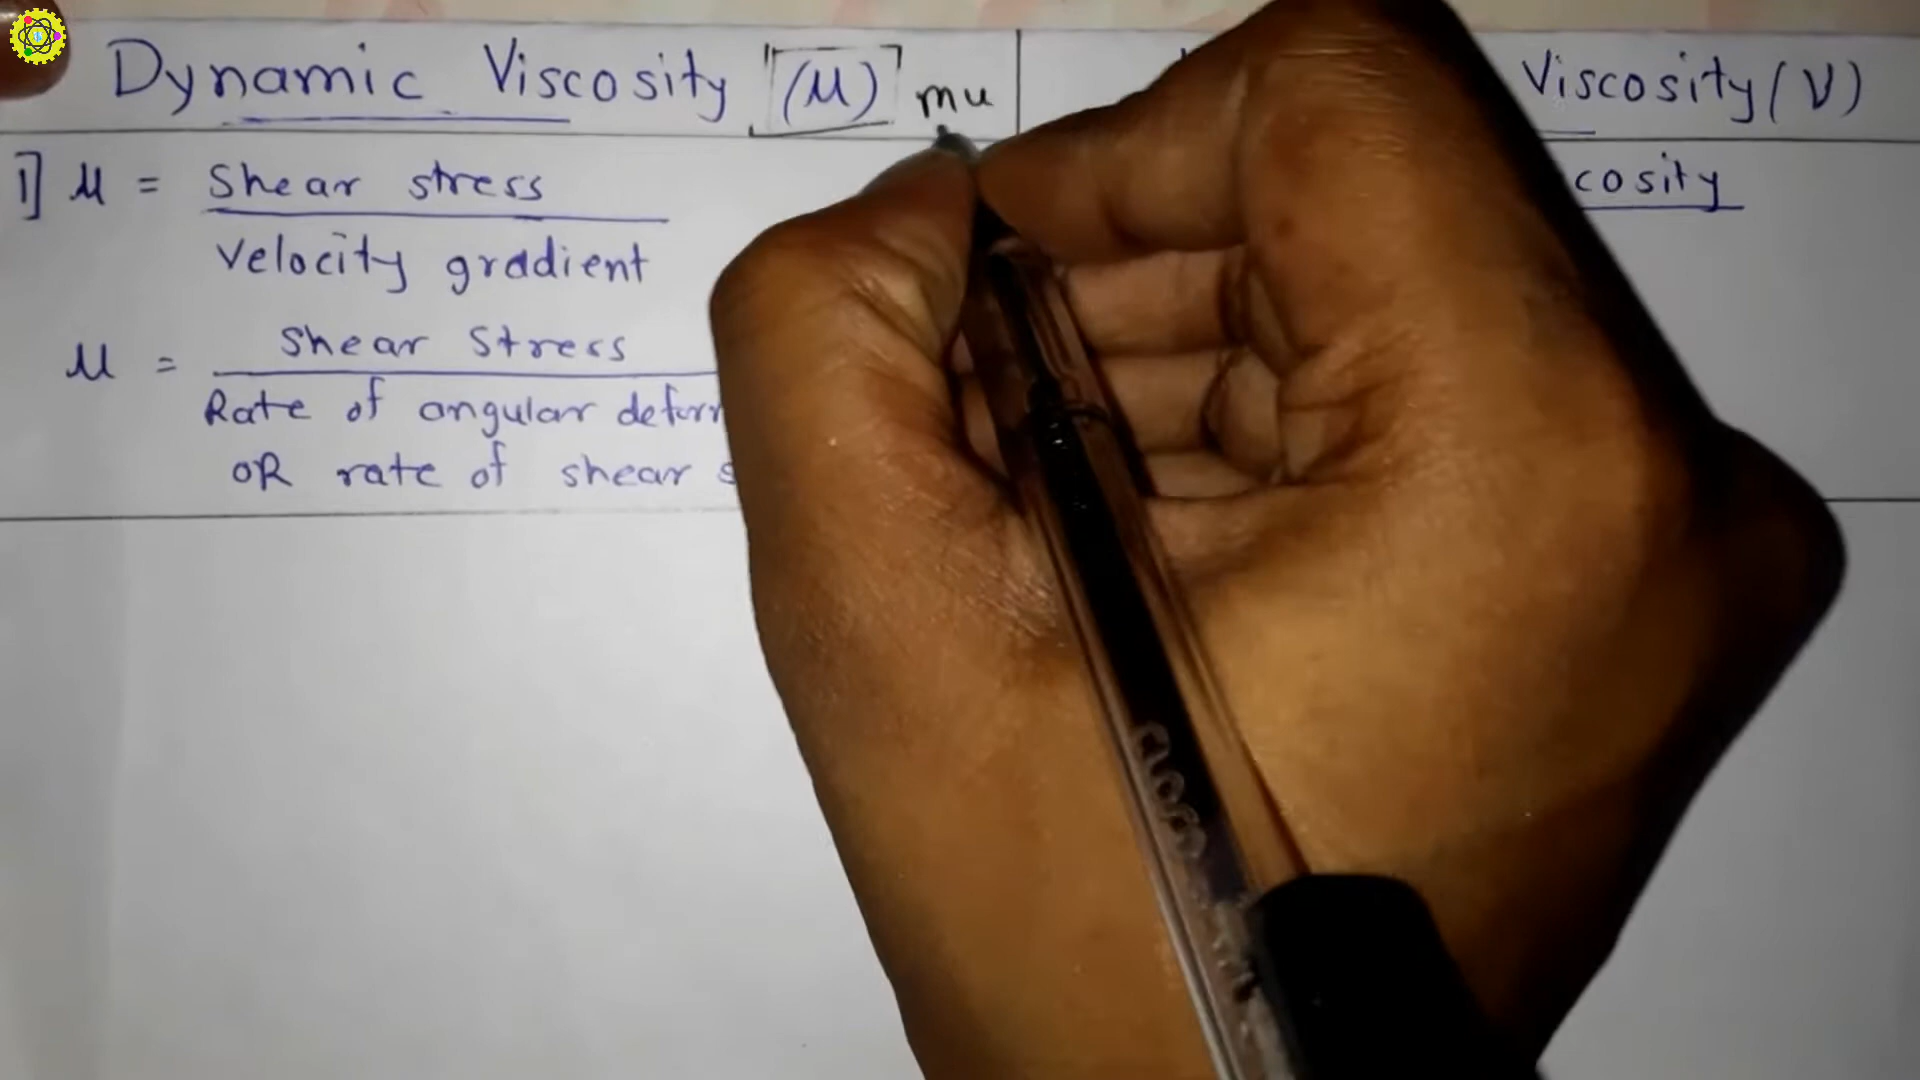 Dynamic Viscosity (μ) mu
Viscosity (ν)
1] μ = Shear stress
Velocity gradient
cosity
μ = Shear Stress
Rate of angular deform
OR rate of shear s